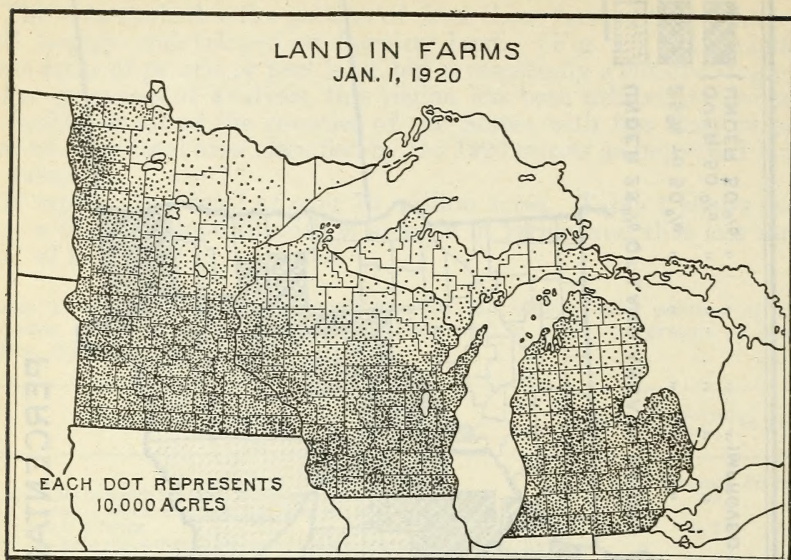 LAND IN FARMS
JAN. 1, 1920
EACH DOT REPRESENTS
10,000 ACRES